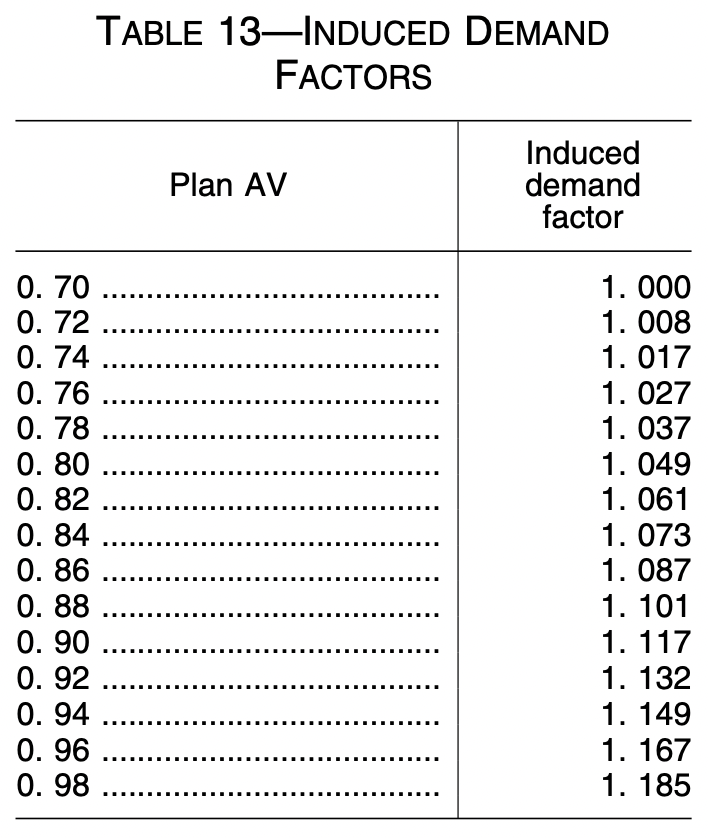 TABLE 13—INDUCED DEMAND
FACTORS
Plan AV
Induced
demand
factor
0. 70 ...................................... 1. 000
0. 72 ...................................... 1. 008
0. 74 ...................................... 1. 017
0. 76 ...................................... 1. 027
0. 78 ...................................... 1. 037
0. 80 ...................................... 1. 049
0. 82 ...................................... 1. 061
0. 84 ...................................... 1. 073
0. 86 ...................................... 1. 087
0. 88 ...................................... 1. 101
0. 90 ...................................... 1. 117
0. 92 ...................................... 1. 132
0. 94 ...................................... 1. 149
0. 96 ...................................... 1. 167
0. 98 ...................................... 1. 185